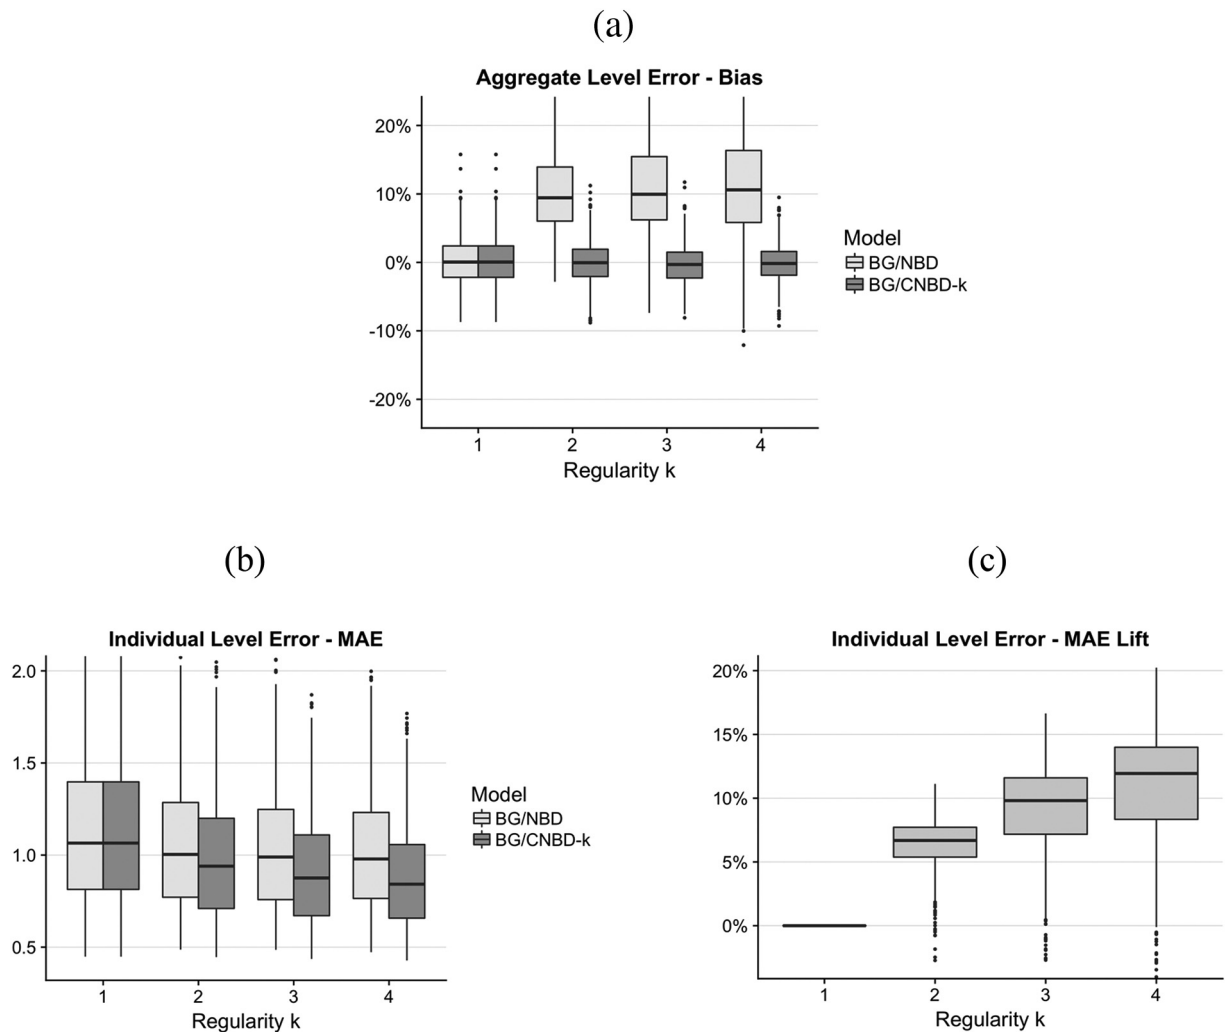 (a)
Aggregate Level Error - Bias
20%
10%
0%
-10%
-20%
1 2 3 4
Regularity k
Model
BG/NBD
BG/CNBD-k
(b)
Individual Level Error - MAE
2.0
1.5
1.0
0.5
1 2 3 4
Regularity k
Model
BG/NBD
BG/CNBD-k
(c)
Individual Level Error - MAE Lift
20%
15%
10%
5%
0%
1 2 3 4
Regularity k